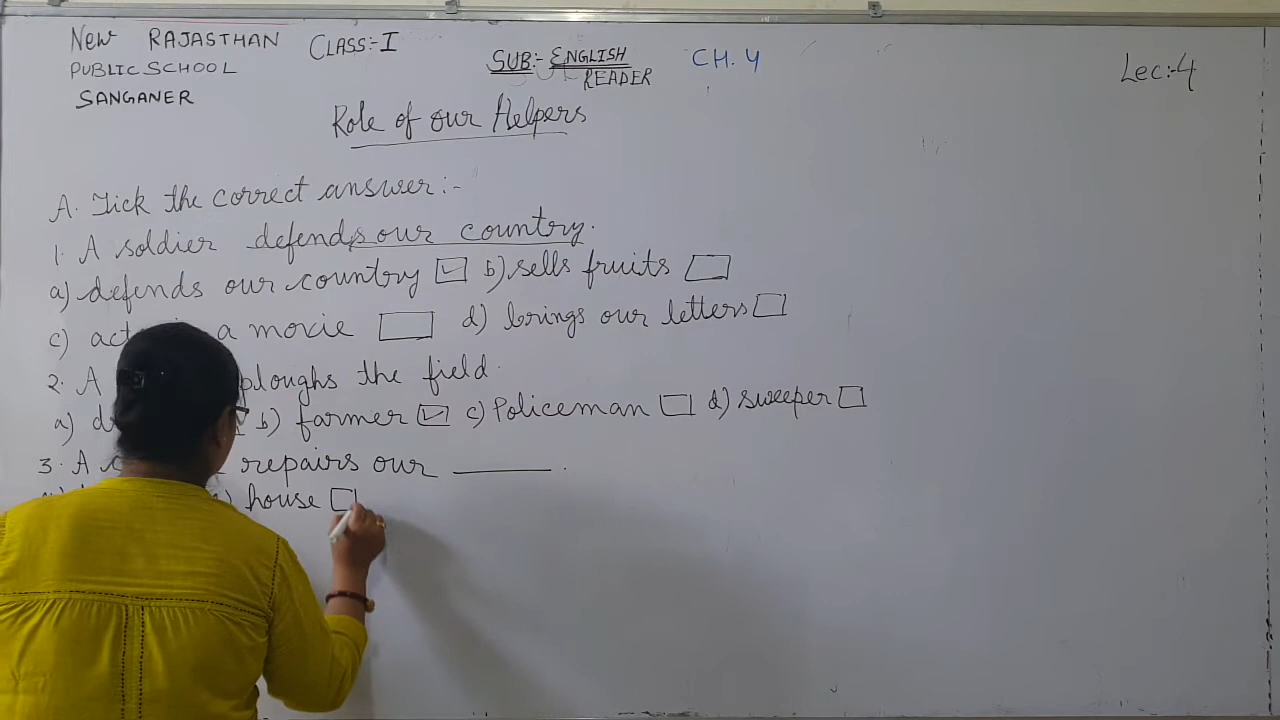 New RAJASTHAN CLASS:-I SUB:- ENGLISH CH. 4 Lec:-4
PUBLIC SCHOOL READER
SANGANER
Role of our Helpers
A. Tick the correct answer:-
1. A soldier defends our country.
a) defends our country b) sells fruits
c) a movie d) brings our letters
2. A ploughs the field.
a) b) farmer c) Policeman d) sweeper
3. A repairs our _____.
house